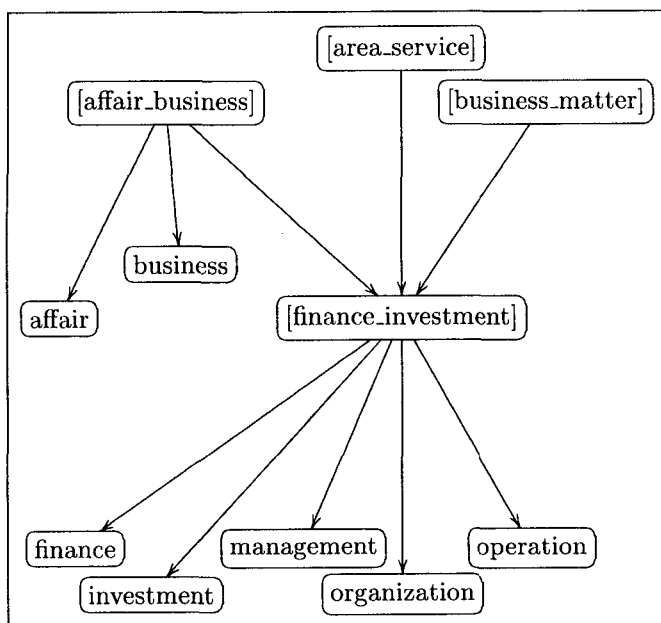 [area_service]
[affair_business]
[business_matter]
business
affair
[finance_investment]
finance
management
operation
investment
organization